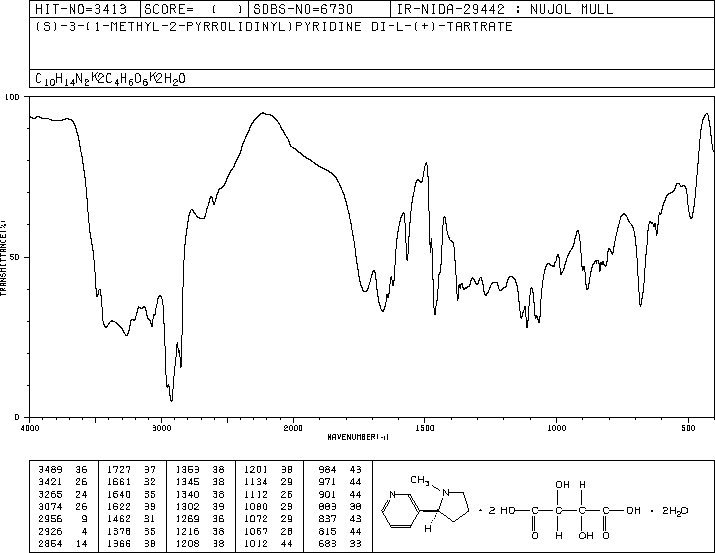 HIT-NO=3413 SCORE= ( ) SDBS-NO=6730 IR-NIDA-29442 : NUJOL MULL
(S)-3-(1-METHYL-2-PYRROLIDINYL)PYRIDINE DI-L-(+)-TARTRATE
C10H14N2K2C4H6O6K2H2O
100
TRANSMITTANCE(%)
50
0
4000 3000 2000 1500 1000 500
WAVENUMBER(-1)
3489 36 1727 37 1353 38 1201 38 984 43
3421 26 1661 32 1345 38 1134 29 971 44
3265 24 1640 35 1340 38 1112 26 901 44
3074 26 1622 39 1302 39 1080 29 883 38
2956 9 1462 31 1269 36 1072 29 837 43
2926 4 1378 35 1216 38 1067 28 815 44
2854 14 1366 38 1208 38 1012 44 683 33
CH3
N
N
H
· 2 HO C C C C OH · 2H2O
OH H
O H OH O